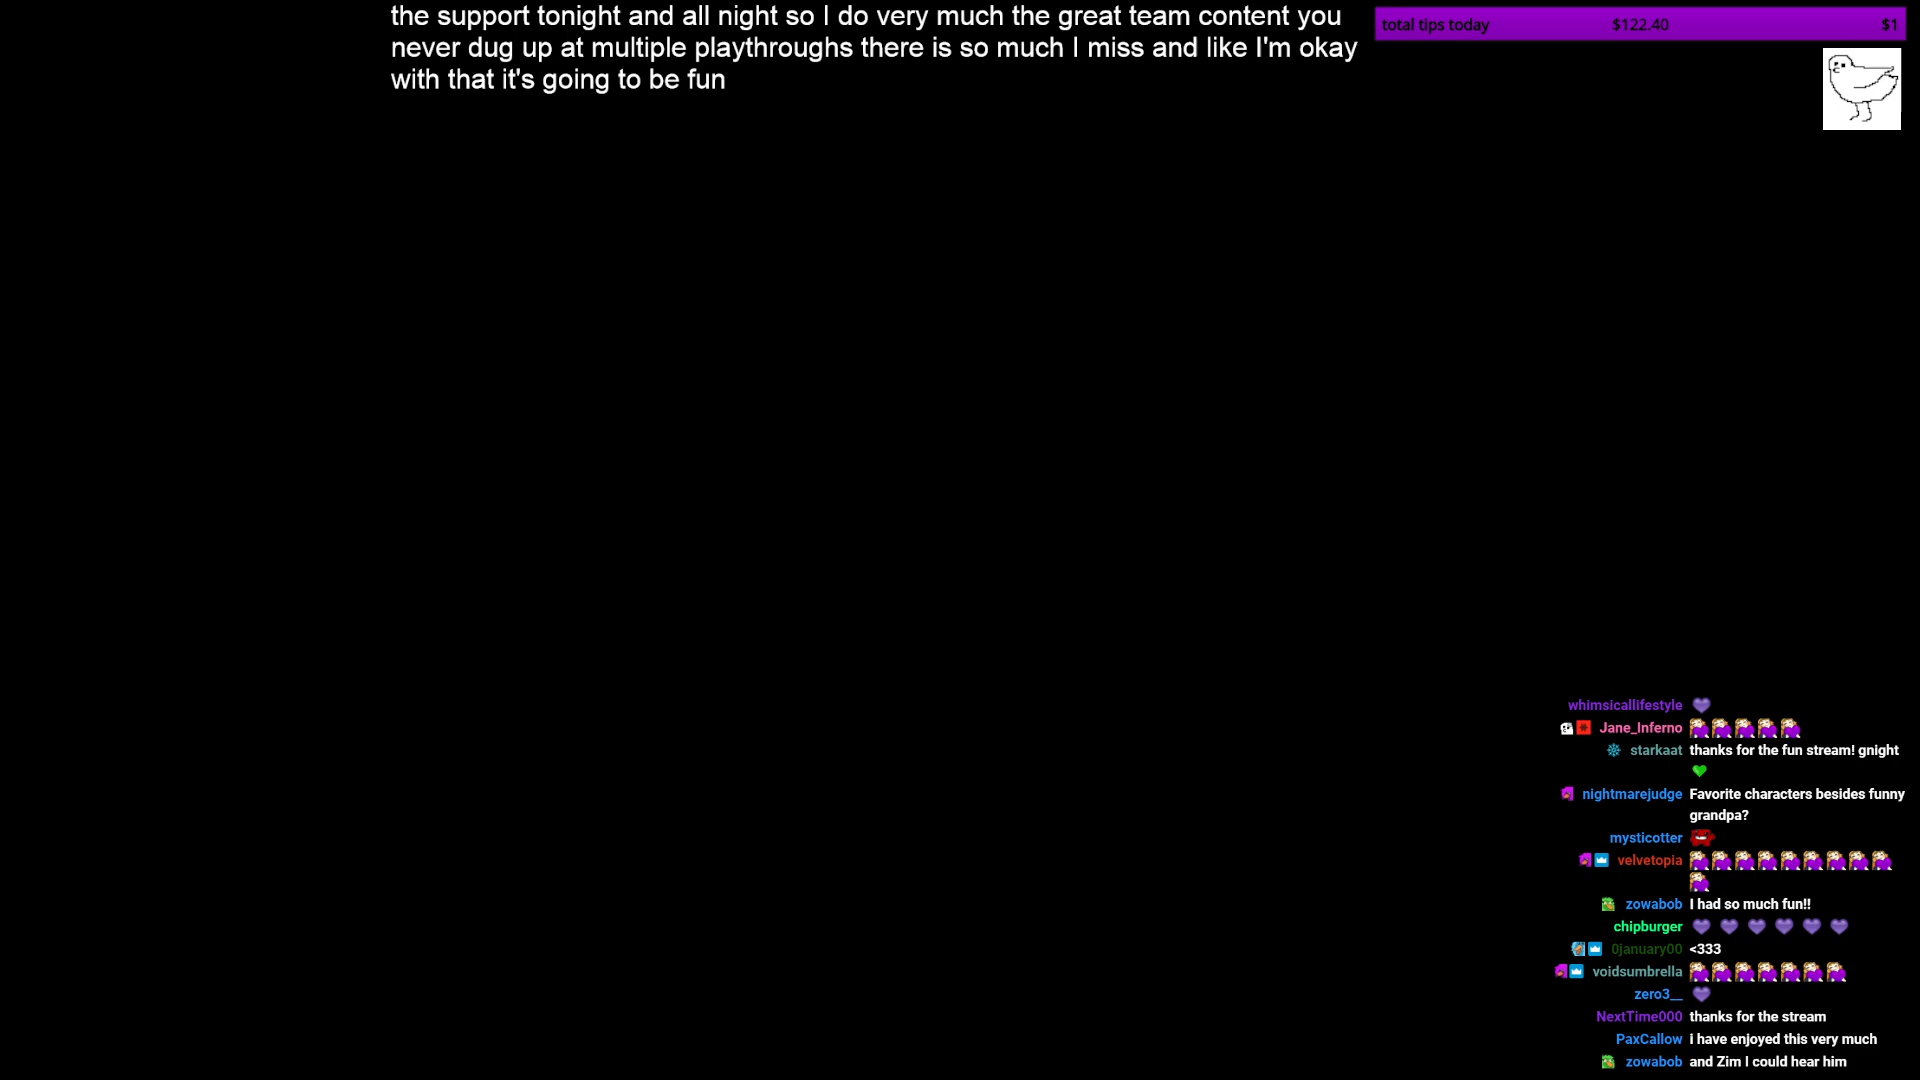 the support tonight and all night so I do very much the great team content you
never dug up at multiple playthroughs there is so much I miss and like I'm okay
with that it's going to be fun
total tips today $122.40 $1
whimsicallifestyle
Jane_Inferno
starkaat thanks for the fun stream! gnight
nightmarejudge Favorite characters besides funny
grandpa?
mysticotter
velvetopia
zowabob I had so much fun!!
chipburger
0january00 <333
voidsumbrella
zero3__
NextTime000 thanks for the stream
PaxCallow i have enjoyed this very much
zowabob and Zim I could hear him